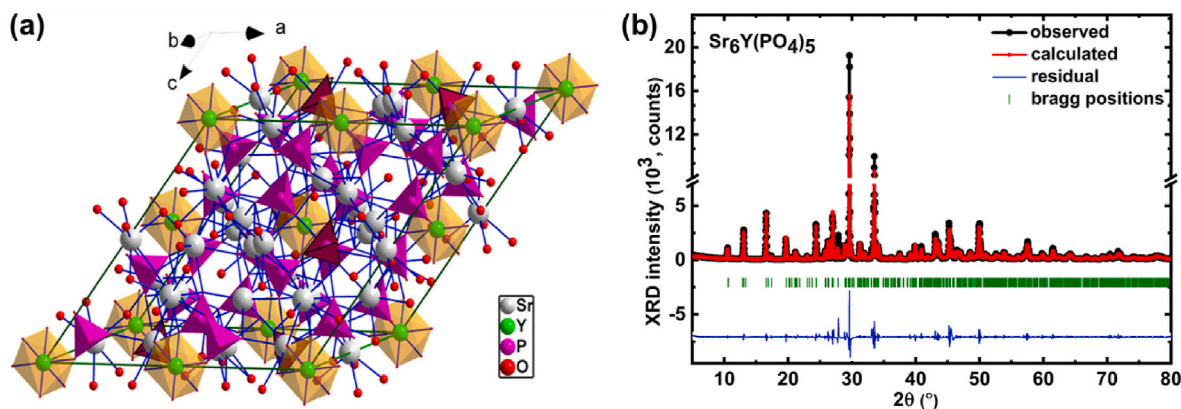 (a)
b
a
c
Sr
Y
P
O
(b)
Sr6Y(PO4)5
observed
calculated
residual
bragg positions
XRD intensity (10³, counts)
20
16
12
5
0
-5
10 20 30 40 50 60 70 80
2θ (°)